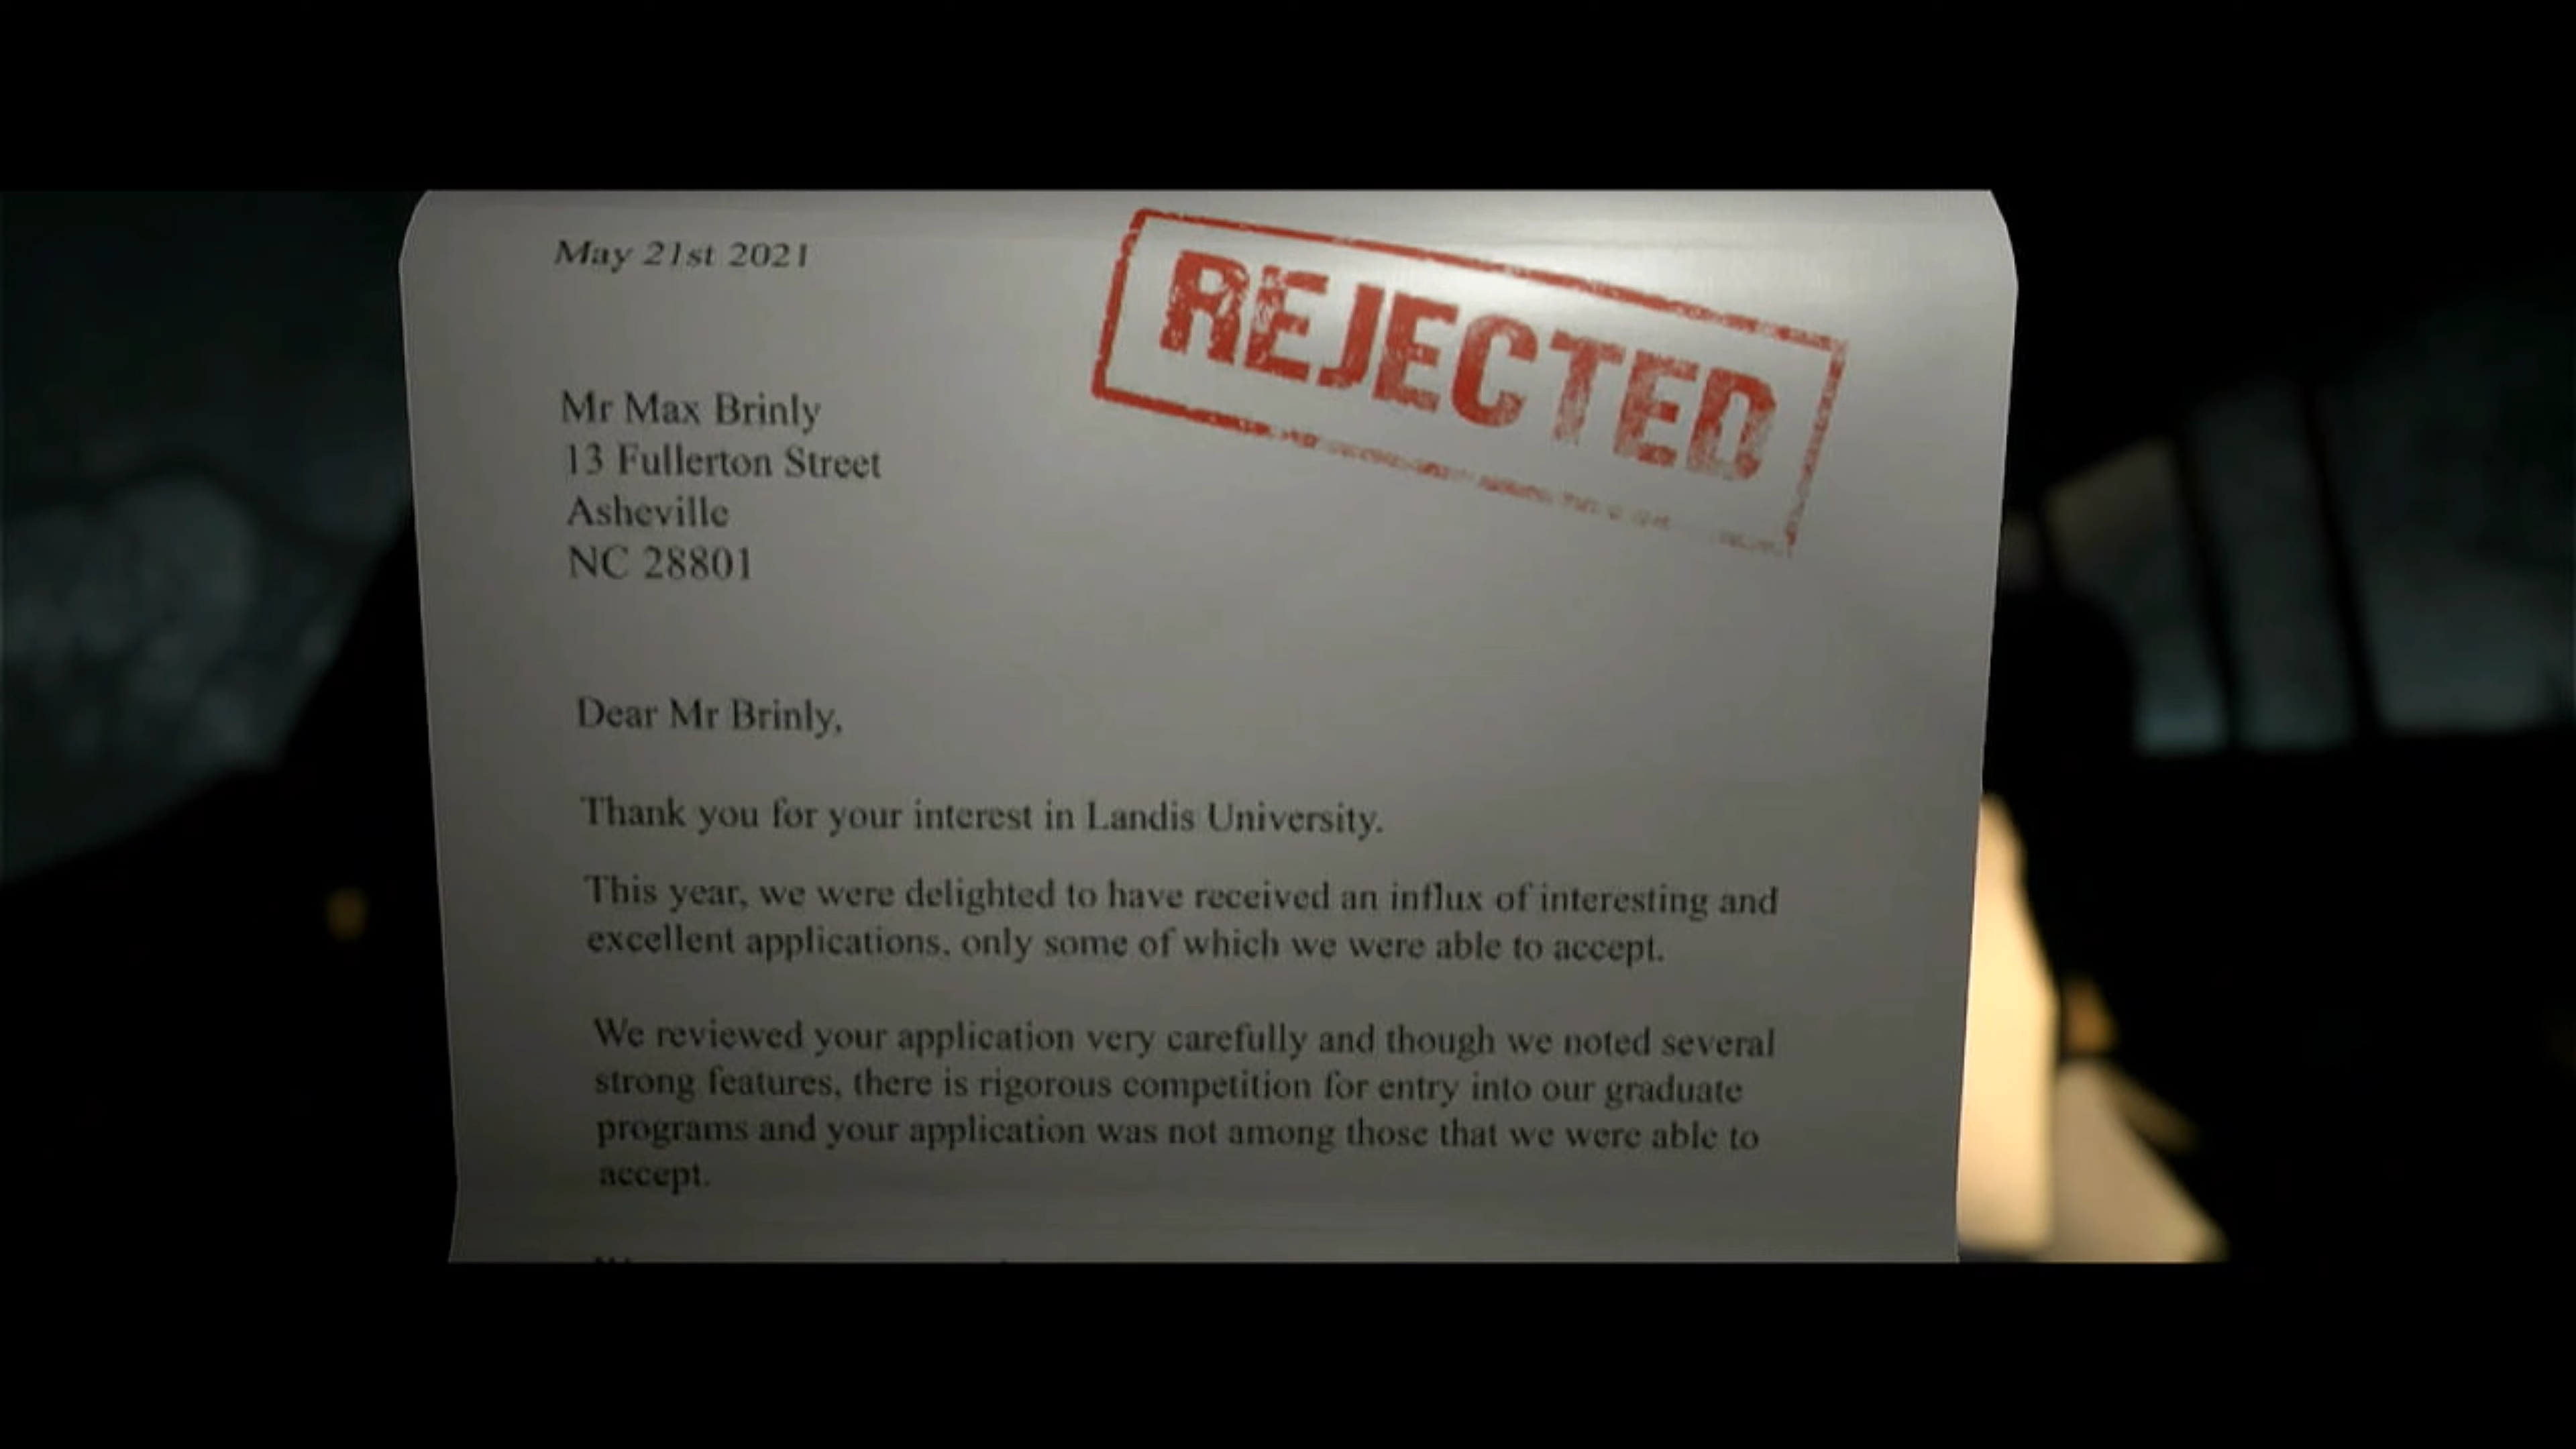 May 21st 2021
REJECTED
Mr Max Brinly
13 Fullerton Street
Asheville
NC 28801
Dear Mr Brinly,
Thank you for your interest in Landis University.
This year, we were delighted to have received an influx of interesting and
excellent applications, only some of which we were able to accept.
We reviewed your application very carefully and though we noted several
strong features, there is rigorous competition for entry into our graduate
programs and your application was not among those that we were able to
accept.